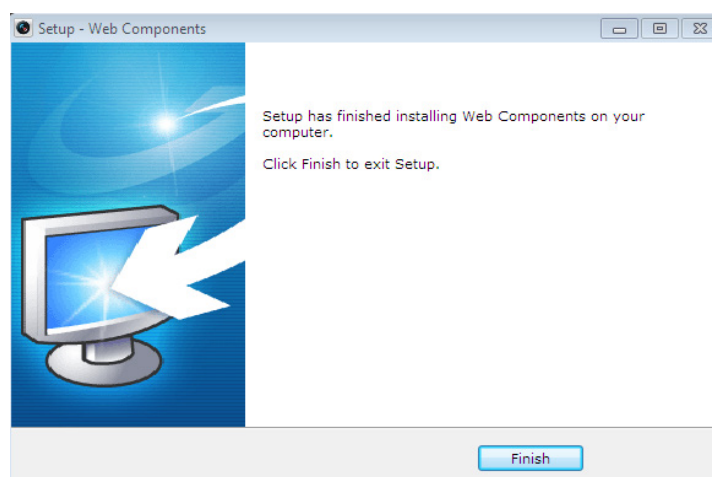 Setup - Web Components
Setup has finished installing Web Components on your
computer.
Click Finish to exit Setup.
Finish